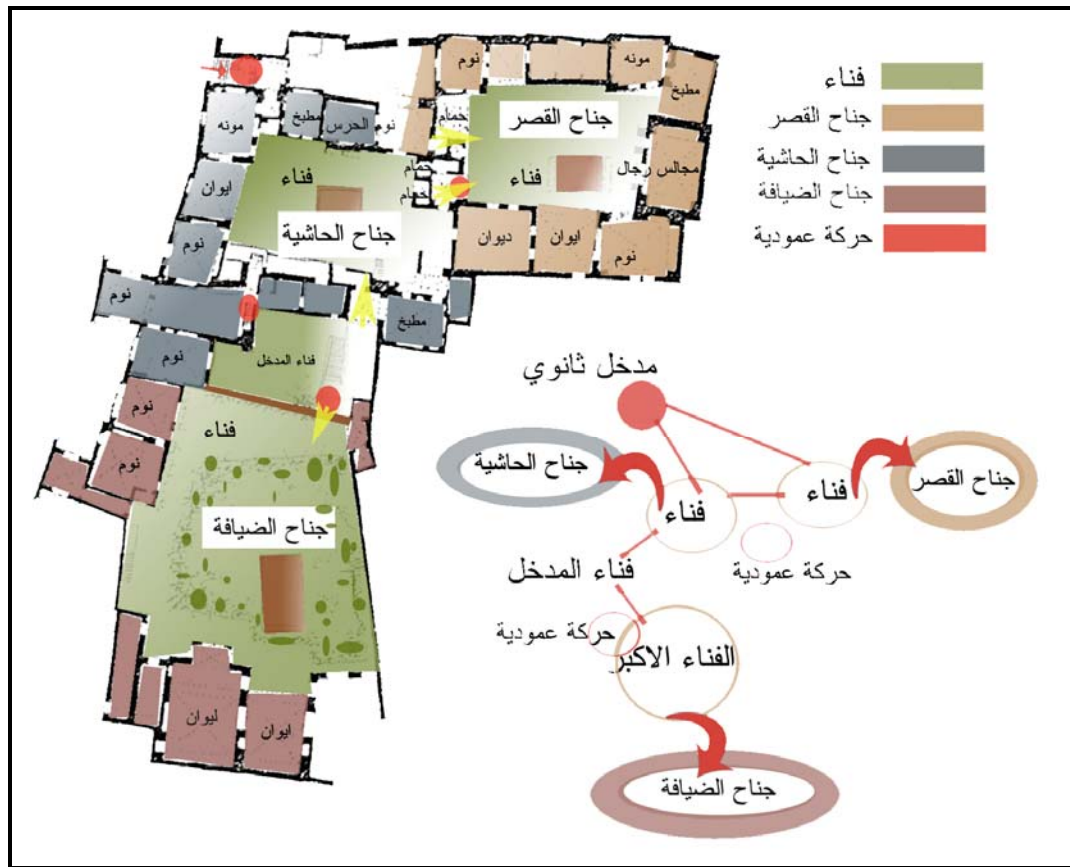 فناء
جناح القصر
جناح الحاشية
جناح الضيافة
حركة عمودية
نوم
مونه
مطبخ
مونه
مطبخ
الحرس
نوم
حمام
جناح القصر
فناء
مجالس رجال
ايوان
فناء
حمام
حمام
جناح الحاشية
نوم
ديوان
ايوان
نوم
نوم
مطبخ
نوم
فناء المدخل
نوم
فناء
نوم
جناح الضيافة
ليوان
ايوان
مدخل ثانوي
جناح الحاشية
فناء
فناء
جناح القصر
حركة عمودية
فناء المدخل
حركة عمودية
الفناء الاكبر
جناح الضيافة